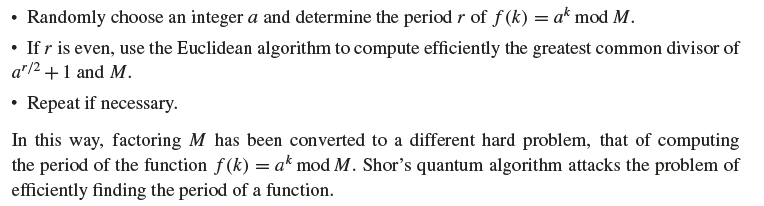 • Randomly choose an integer a and determine the period r of f(k) = a^k mod M.
• If r is even, use the Euclidean algorithm to compute efficiently the greatest common divisor of
a^{r/2} + 1 and M.
• Repeat if necessary.
In this way, factoring M has been converted to a different hard problem, that of computing
the period of the function f(k) = a^k mod M. Shor’s quantum algorithm attacks the problem of
efficiently finding the period of a function.